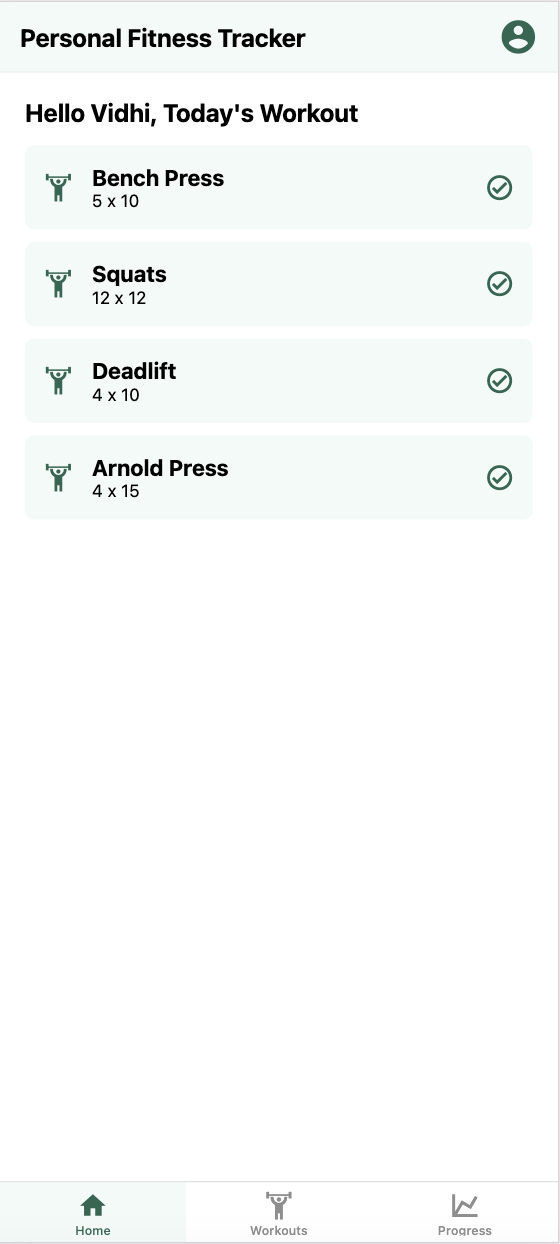 Personal Fitness Tracker
Hello Vidhi, Today's Workout
Bench Press
5 x 10
Squats
12 x 12
Deadlift
4 x 10
Arnold Press
4 x 15
Home
Workouts
Progress